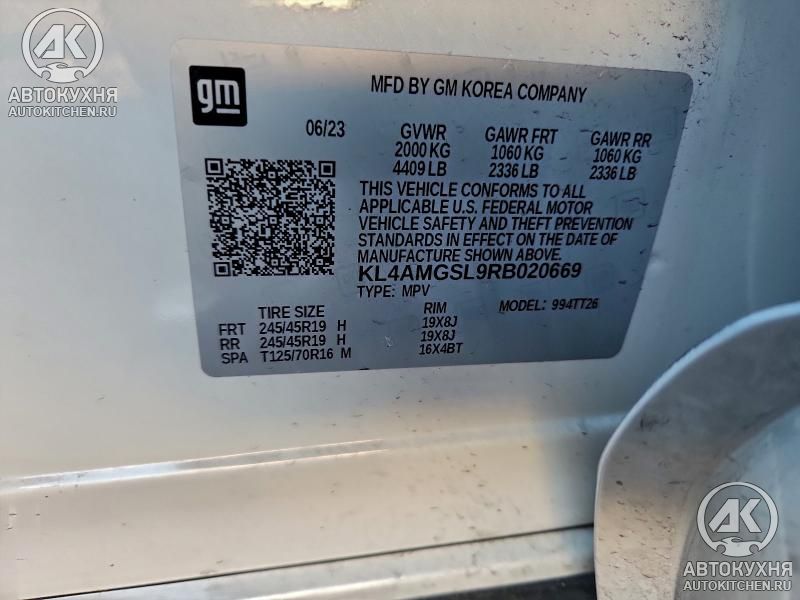 AK
АВТОКУХНЯ
AUTOKITCHEN.RU
gm
MFD BY GM KOREA COMPANY
06/23 GVWR GAWR FRT GAWR RR
2000 KG 1060 KG 1060 KG
4409 LB 2336 LB 2336 LB
THIS VEHICLE CONFORMS TO ALL
APPLICABLE U.S. FEDERAL MOTOR
VEHICLE SAFETY AND THEFT PREVENTION
STANDARDS IN EFFECT ON THE DATE OF
MANUFACTURE SHOWN ABOVE.
KL4AMGSL9RB020669
TYPE: MPV MODEL: 994TT26
TIRE SIZE RIM
FRT 245/45R19 H 19X8J
RR 245/45R19 H 19X8J
SPA T125/70R16 M 16X4BT
AK
АВТОКУХНЯ
AUTOKITCHEN.RU